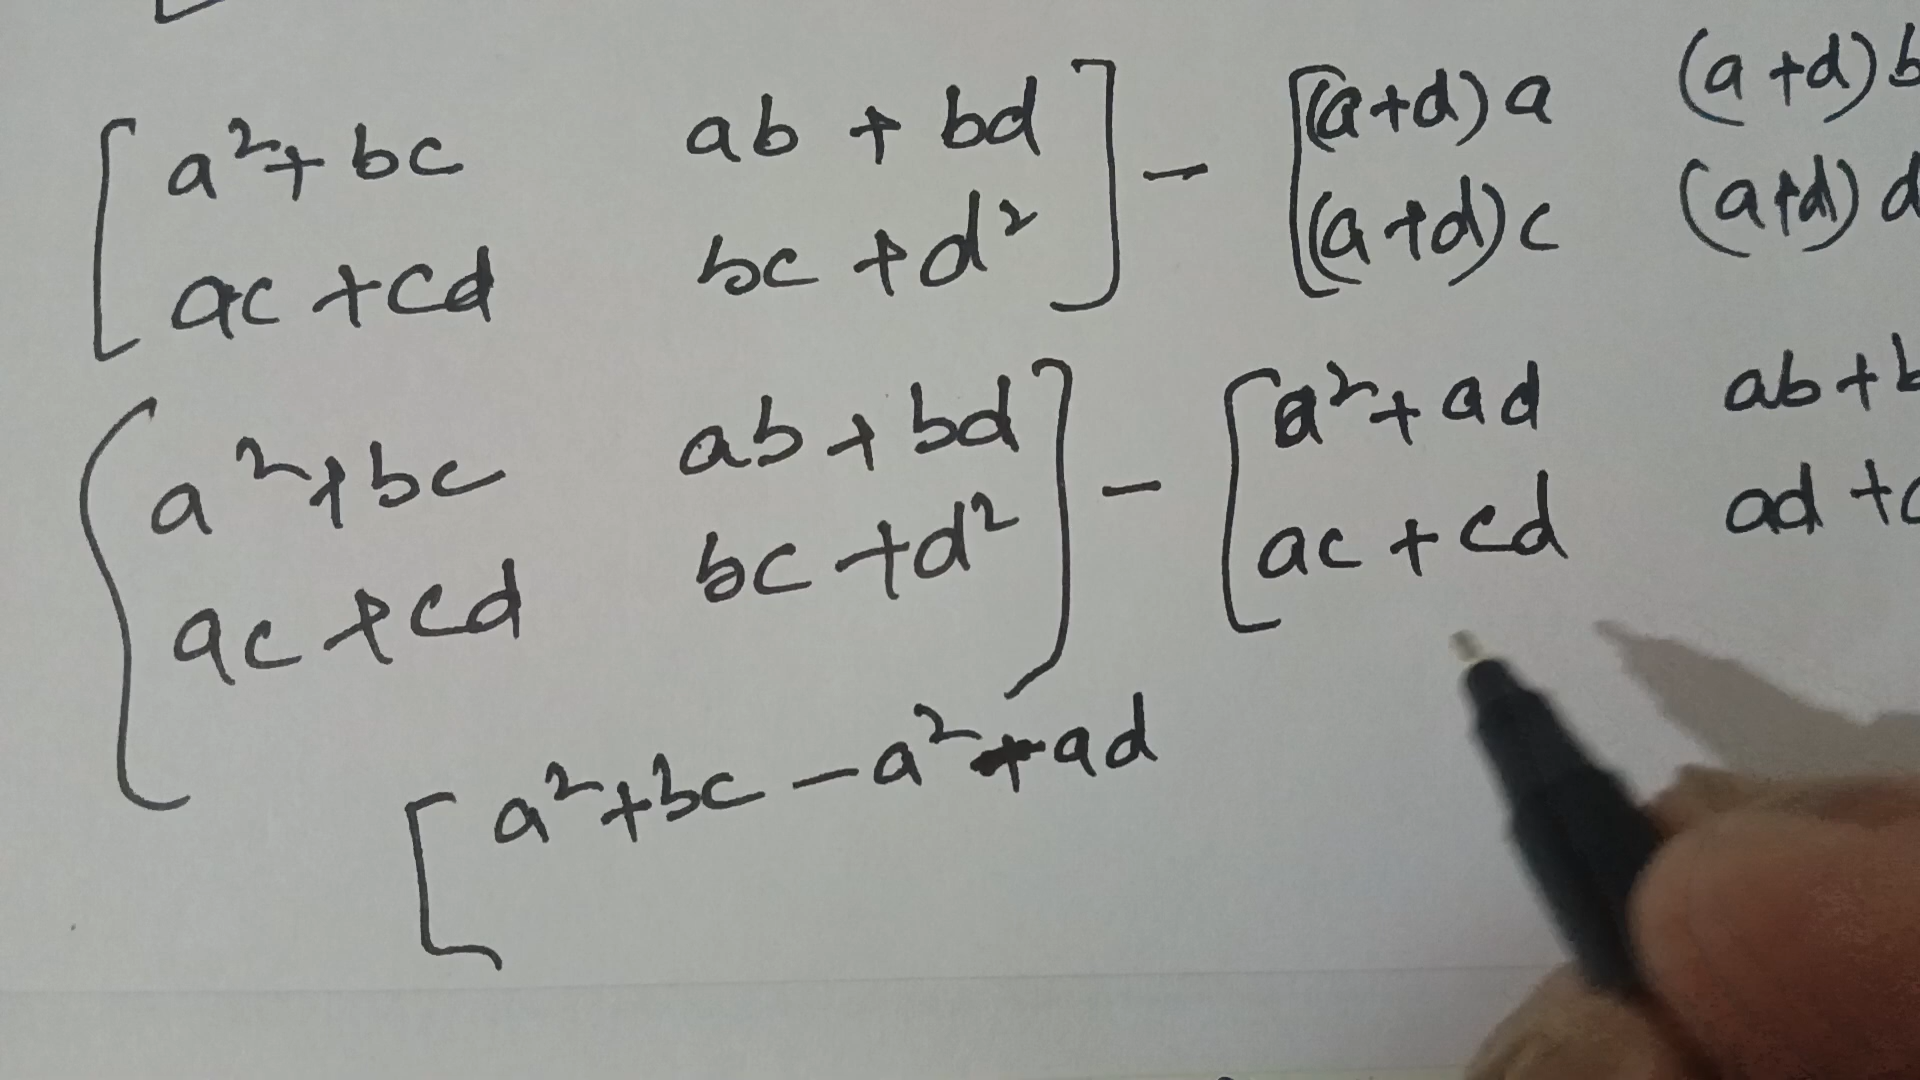 [ a²+bc ab + bd ] − [ (a+d)a (a+d)b
ac+cd bc+d² (a+d)c (a+d)d
( a²+bc ab+bd ] − [ a²+ad ab+b
ac+cd bc+d² ac+cd ad+
[ a²+bc −a²+ad